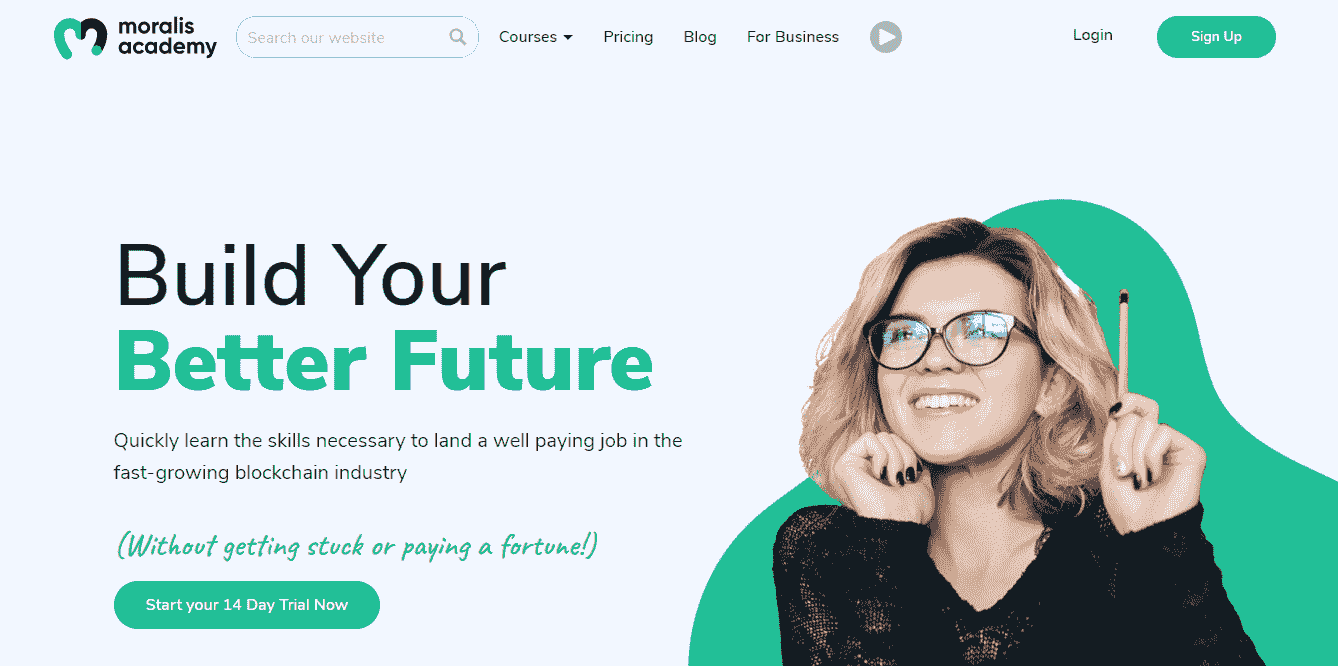 moralis
academy
Search our website
Courses
Pricing
Blog
For Business
Login
Sign Up
Build Your
Better Future
Quickly learn the skills necessary to land a well paying job in the
fast-growing blockchain industry
(Without getting stuck or paying a fortune!)
Start your 14 Day Trial Now